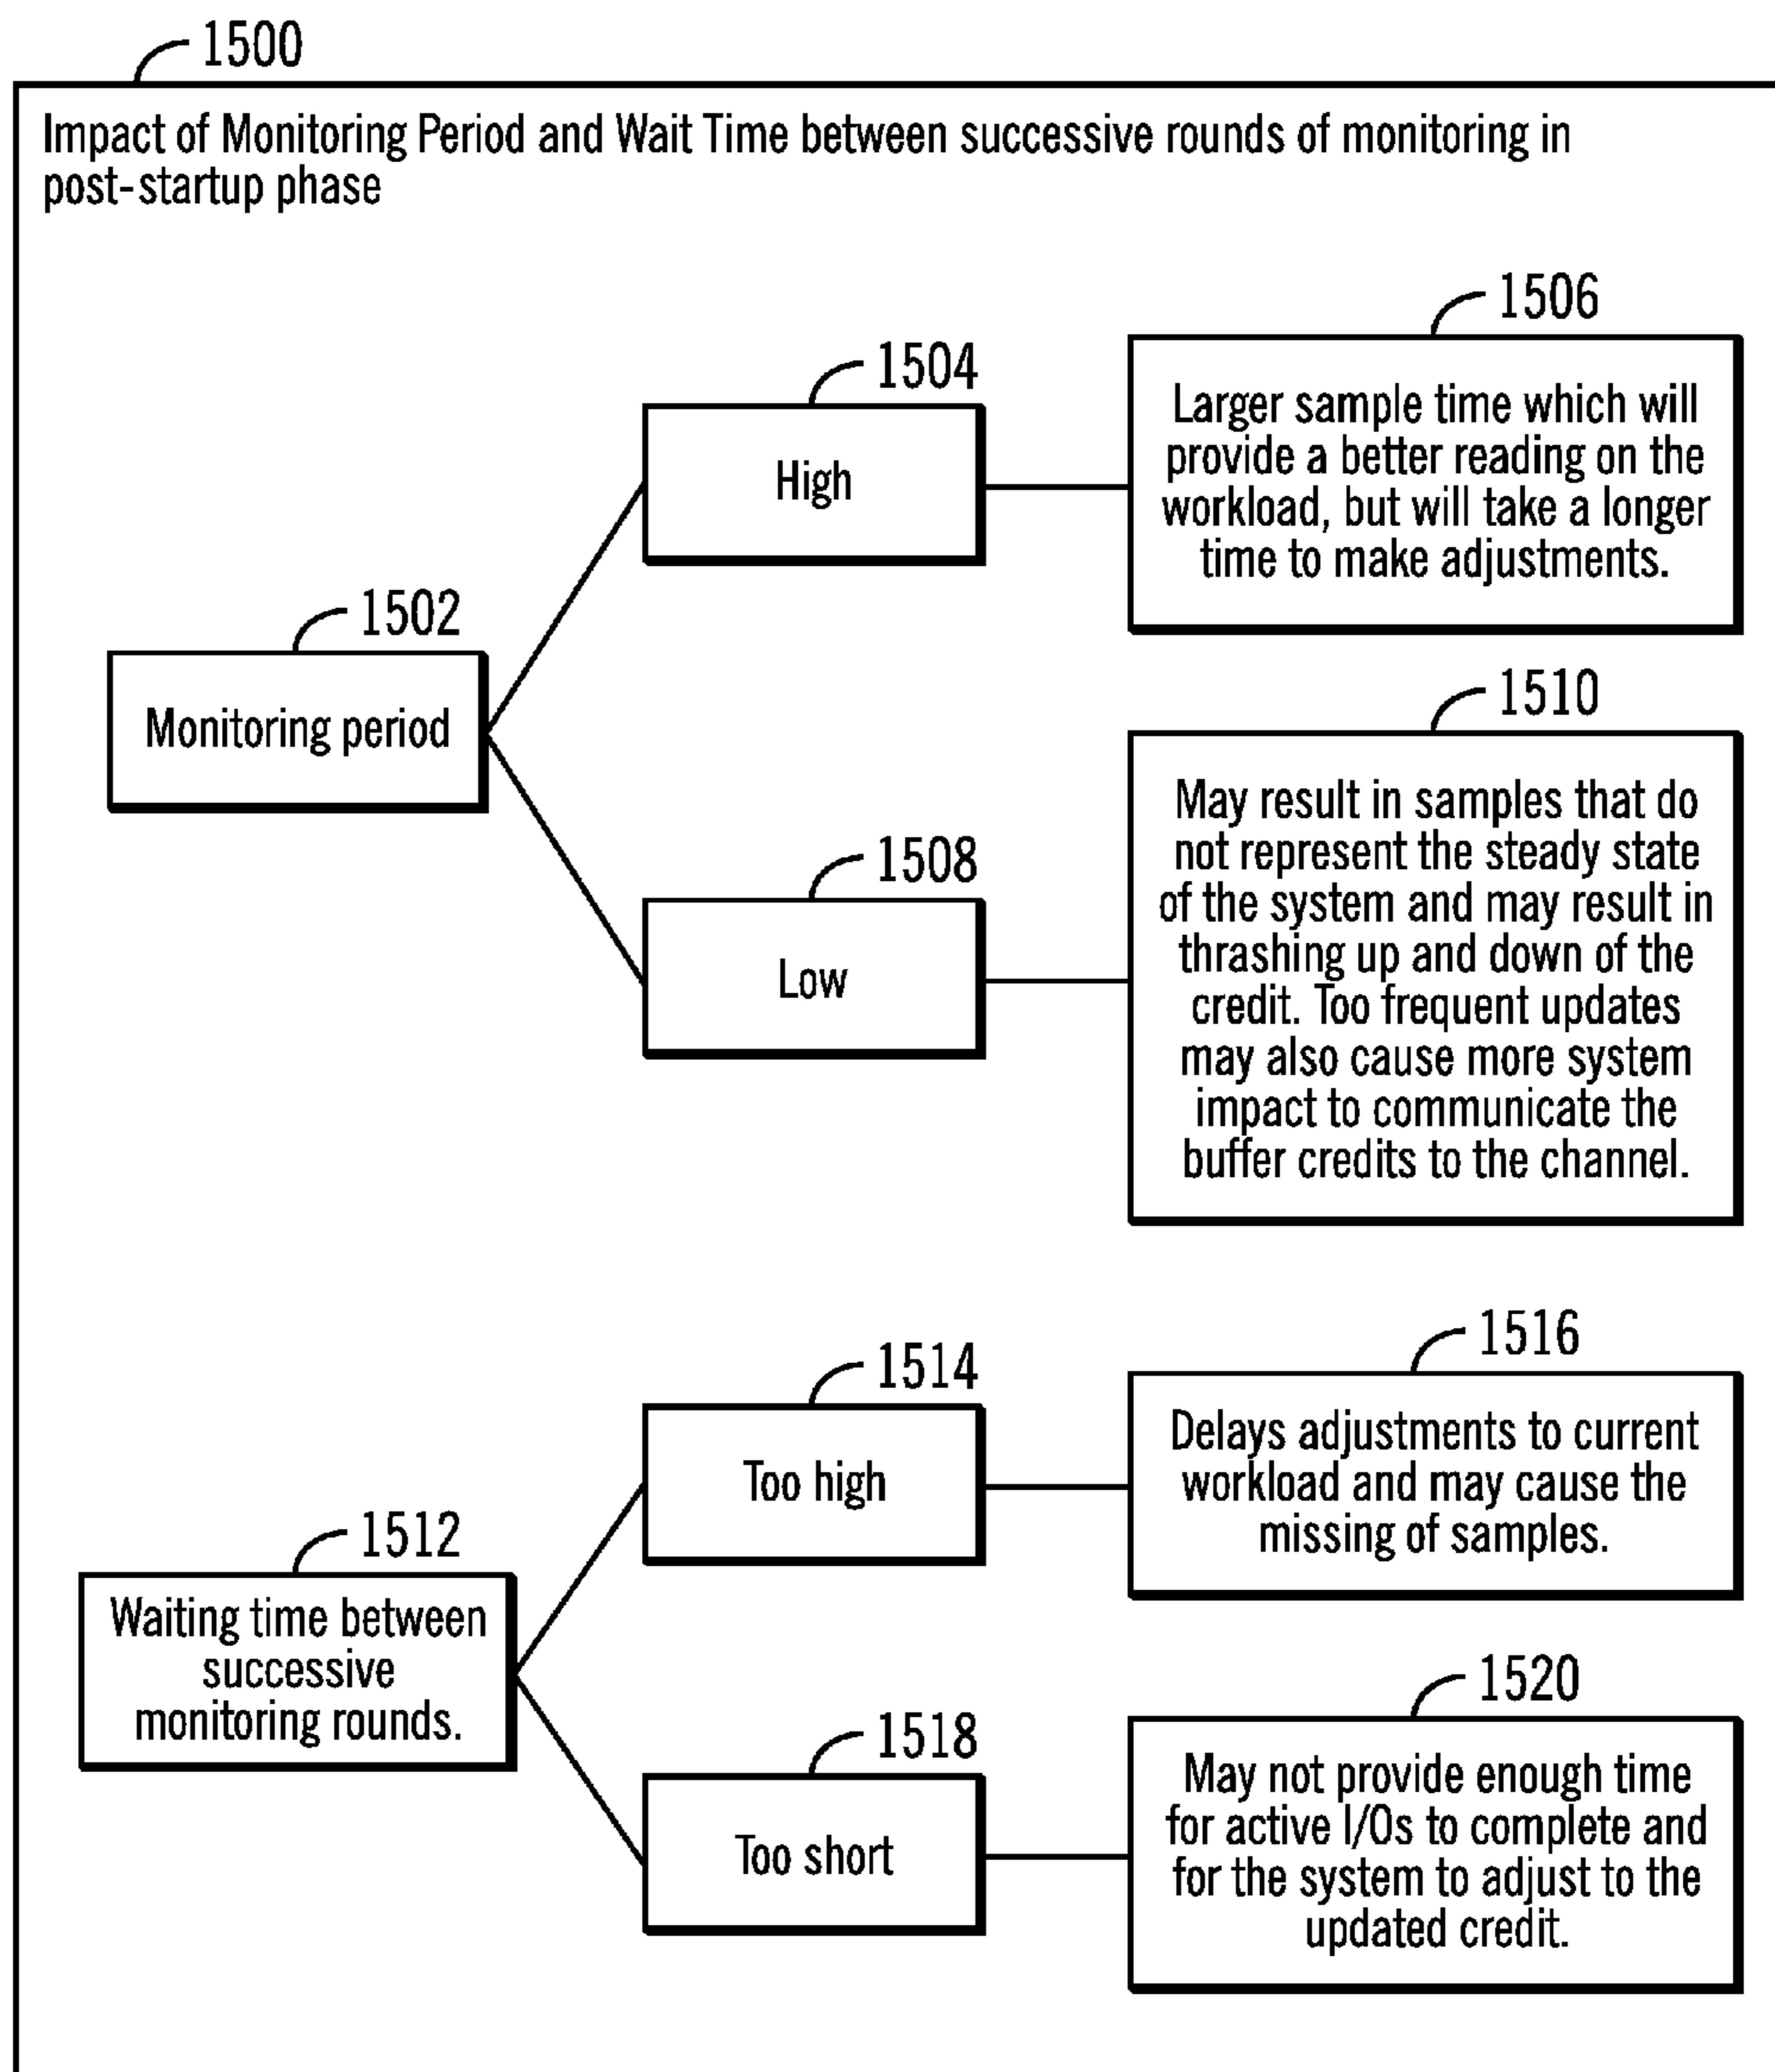 1500
Impact of Monitoring Period and Wait Time between successive rounds of monitoring in
post-startup phase
1502
Monitoring period
1504
High
1506
Larger sample time which will
provide a better reading on the
workload, but will take a longer
time to make adjustments.
1508
Low
1510
May result in samples that do
not represent the steady state
of the system and may result in
thrashing up and down of the
credit. Too frequent updates
may also cause more system
impact to communicate the
buffer credits to the channel.
1512
Waiting time between
successive
monitoring rounds.
1514
Too high
1516
Delays adjustments to current
workload and may cause the
missing of samples.
1518
Too short
1520
May not provide enough time
for active I/Os to complete and
for the system to adjust to the
updated credit.